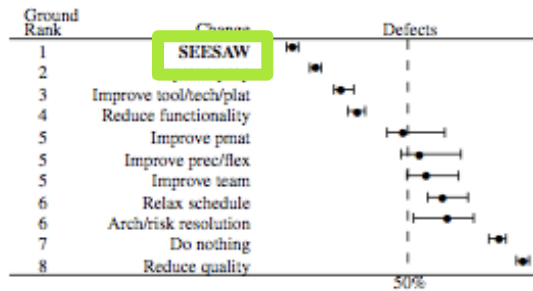 Ground
Rank Change Defects
1 SEESAW
2
3 Improve tool/tech/plat
4 Reduce functionality
5 Improve pmat
5 Improve prec/flex
5 Improve team
6 Relax schedule
6 Arch/risk resolution
7 Do nothing
8 Reduce quality
50%